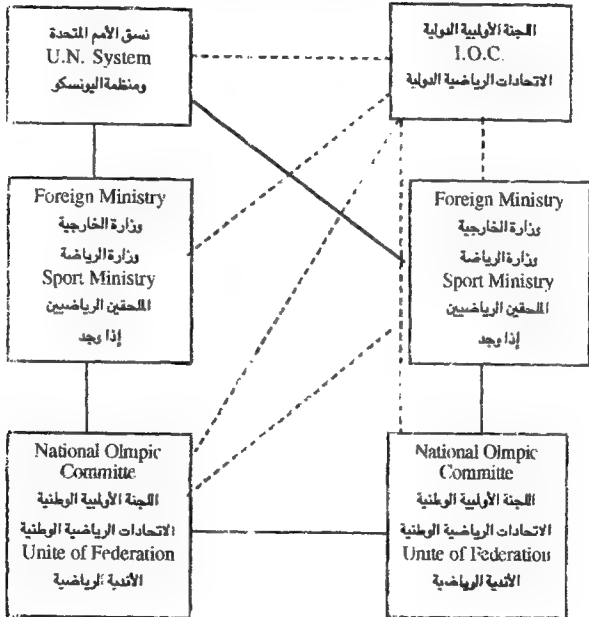 نسق الأمم المتحدة
U.N. System
ومنظمة اليونسكو
اللجنة الأولمبية الدولية
I.O.C.
الاتحادات الرياضية الدولية
Foreign Ministry
وزارة الخارجية
وزارة الرياضة
Sport Ministry
الملحقين الرياضيين
إذا وجد
Foreign Ministry
وزارة الخارجية
وزارة الرياضة
Sport Ministry
الملحقين الرياضيين
إذا وجد
National Olmpic
Committe
اللجنة الأولمبية الوطنية
الاتحادات الرياضية الوطنية
Unite of Federation
الأندية الرياضية
National Olmpic
Committe
اللجنة الأولمبية الوطنية
الاتحادات الرياضية الوطنية
Unite of Federation
الأندية الرياضية